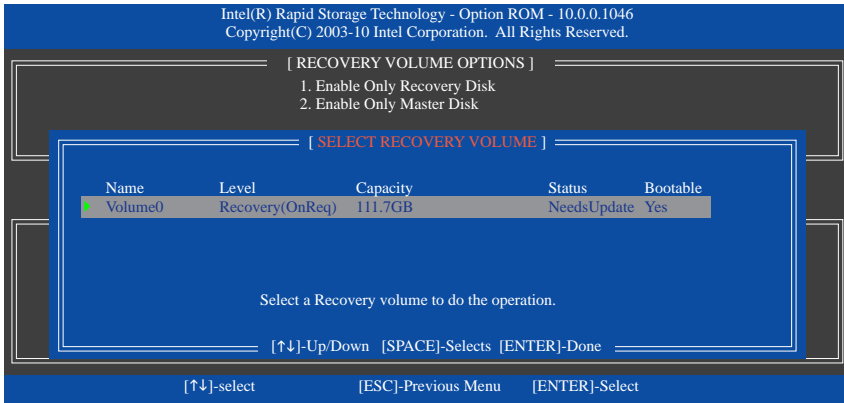 Intel(R) Rapid Storage Technology - Option ROM - 10.0.0.1046
Copyright(C) 2003-10 Intel Corporation. All Rights Reserved.
[ RECOVERY VOLUME OPTIONS ]
1. Enable Only Recovery Disk
2. Enable Only Master Disk
[ SELECT RECOVERY VOLUME ]
Name Level Capacity Status Bootable
Volume0 Recovery(OnReq) 111.7GB NeedsUpdate Yes
Select a Recovery volume to do the operation.
[↑↓]-Up/Down [SPACE]-Selects [ENTER]-Done
[↑↓]-select [ESC]-Previous Menu [ENTER]-Select